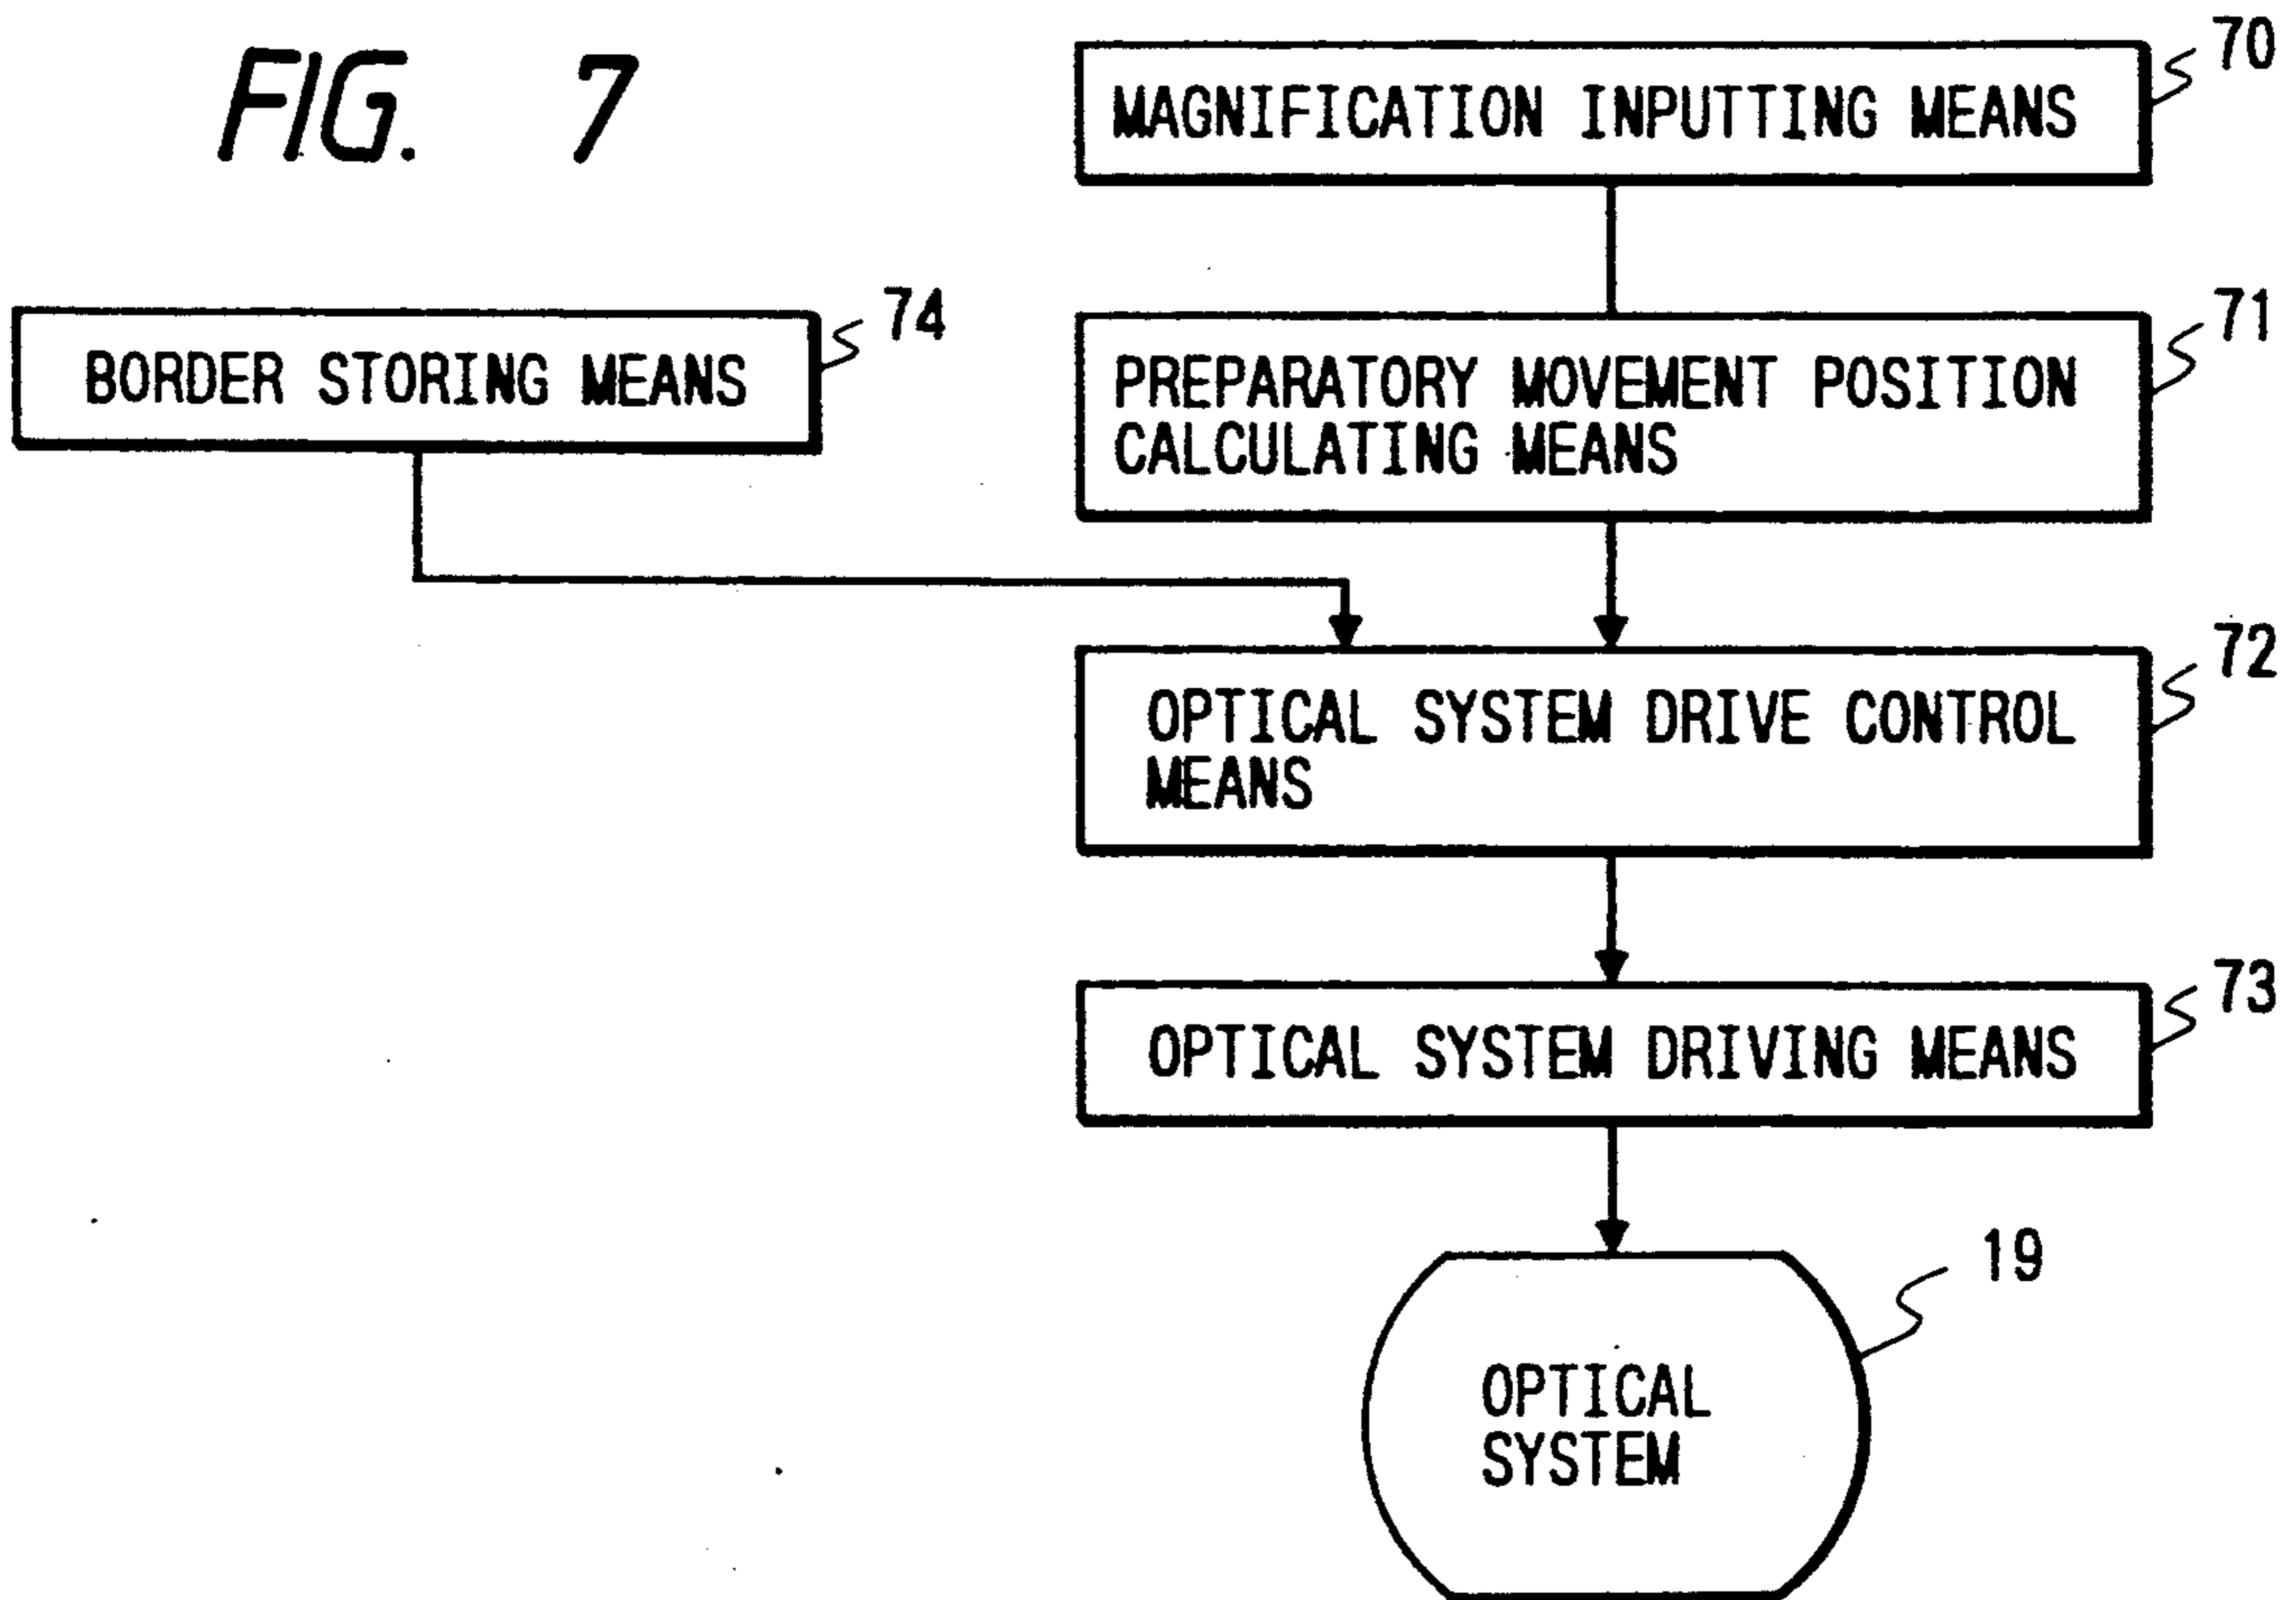 FIG. 7
70
MAGNIFICATION INPUTTING MEANS
74
BORDER STORING MEANS
71
PREPARATORY MOVEMENT POSITION
CALCULATING MEANS
72
OPTICAL SYSTEM DRIVE CONTROL
MEANS
73
OPTICAL SYSTEM DRIVING MEANS
19
OPTICAL
SYSTEM